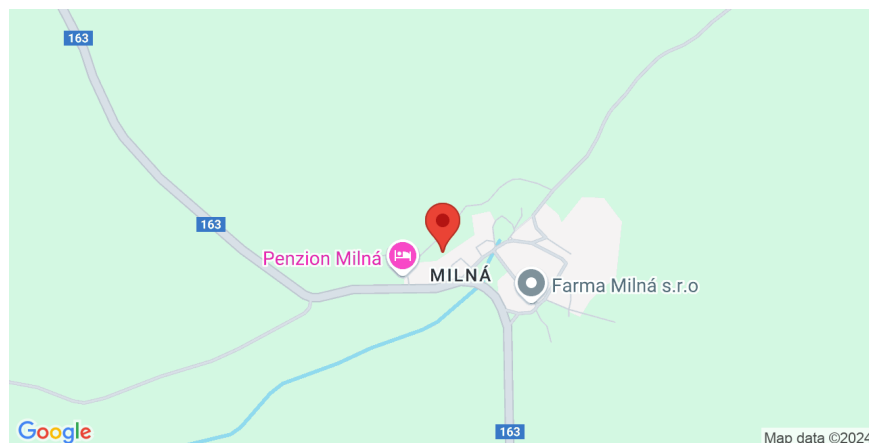 163
163
Penzion Milná
MILNÁ
Farma Milná s.r.o
163
Google
Map data ©2024